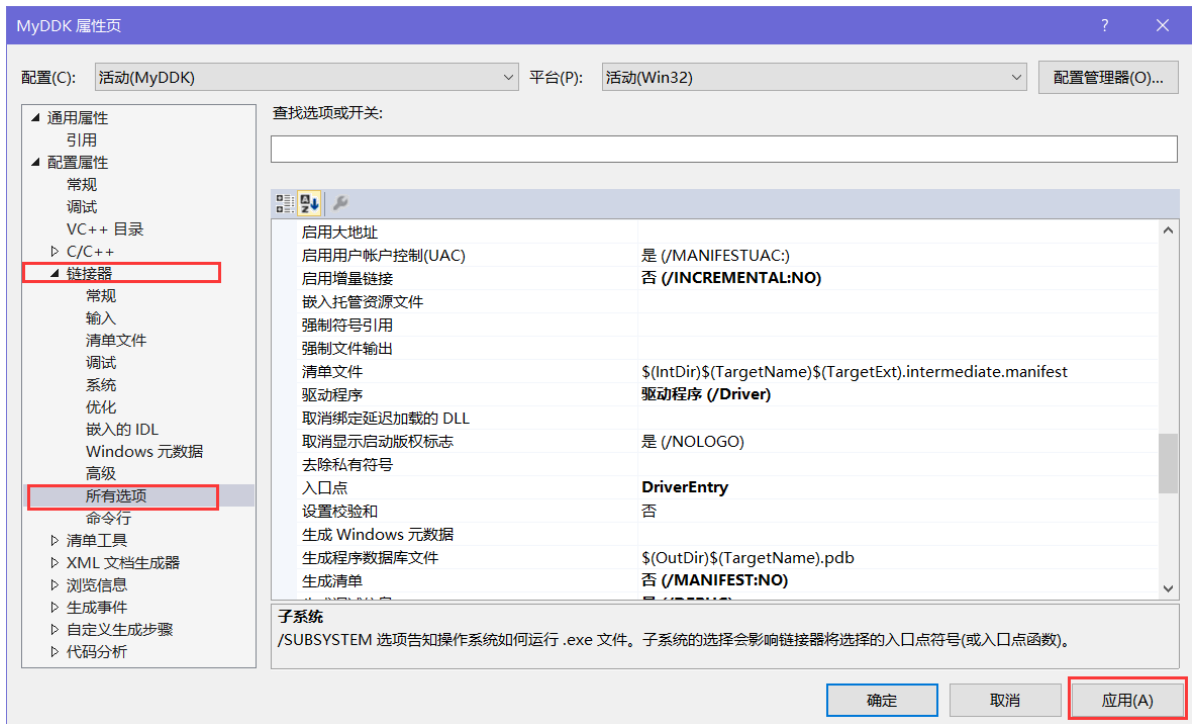 MyDDK 属性页
配置(C): 活动(MyDDK) 平台(P): 活动(Win32) 配置管理器(O)...
通用属性
引用
配置属性
常规
调试
VC++ 目录
C/C++
链接器
常规
输入
清单文件
调试
系统
优化
嵌入的 IDL
Windows 元数据
高级
所有选项
命令行
清单工具
XML 文档生成器
浏览信息
生成事件
自定义生成步骤
代码分析
查找选项或开关:
启用大地址
启用用户帐户控制(UAC) 是 (/MANIFESTUAC:)
启用增量链接 否 (/INCREMENTAL:NO)
嵌入托管资源文件
强制符号引用
强制文件输出
清单文件 $(IntDir)$(TargetName)$(TargetExt).intermediate.manifest
驱动程序 驱动程序 (/Driver)
取消绑定延迟加载的 DLL
取消显示启动版权标志 是 (/NOLOGO)
去除私有符号
入口点 DriverEntry
设置校验和 否
生成 Windows 元数据
生成程序数据库文件 $(OutDir)$(TargetName).pdb
生成清单 否 (/MANIFEST:NO)
子系统
/SUBSYSTEM 选项告知操作系统如何运行 .exe 文件。子系统的选择会影响链接器将选择的入口点符号(或入口点函数)。
确定 取消 应用(A)